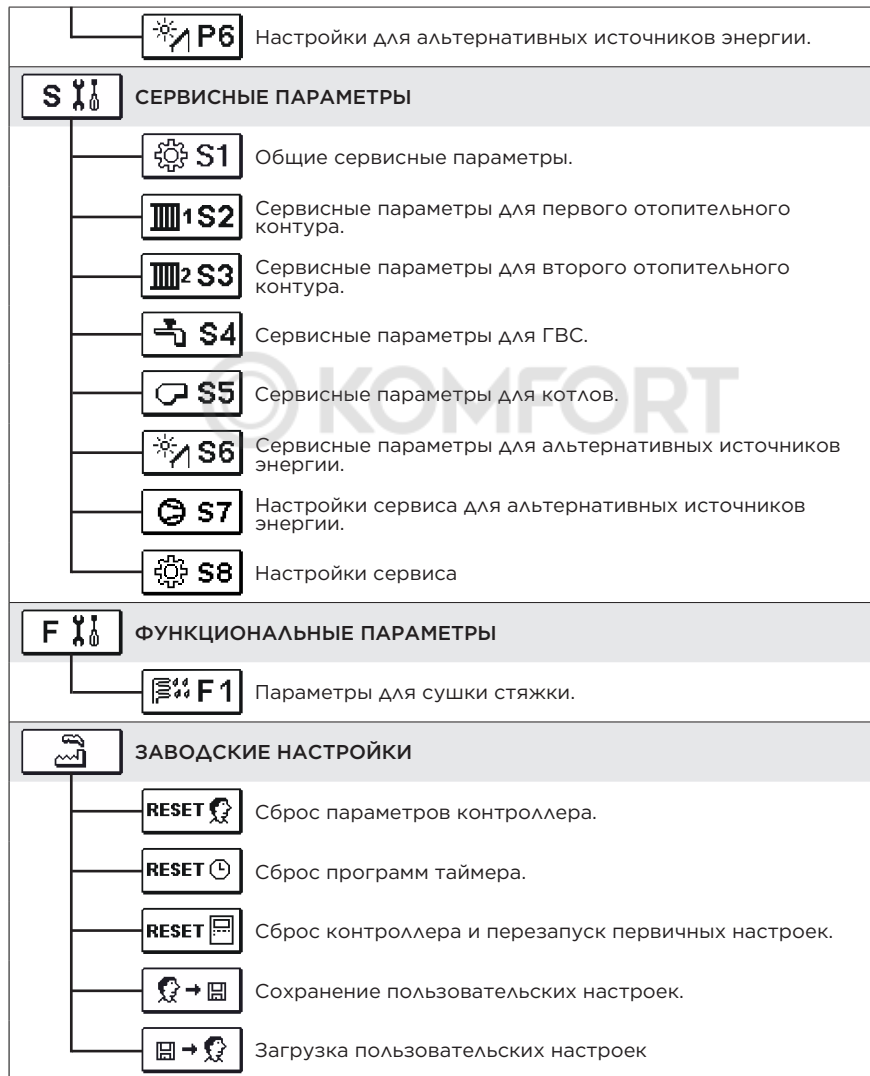 P6 Настройки для альтернативных источников энергии.
S СЕРВИСНЫЕ ПАРАМЕТРЫ
S1 Общие сервисные параметры.
1 S2 Сервисные параметры для первого отопительного
контура.
2 S3 Сервисные параметры для второго отопительного
контура.
S4 Сервисные параметры для ГВС.
© KOMFORT
S5 Сервисные параметры для котлов.
S6 Сервисные параметры для альтернативных источников
энергии.
S7 Настройки сервиса для альтернативных источников
энергии.
S8 Настройки сервиса
F ФУНКЦИОНАЛЬНЫЕ ПАРАМЕТРЫ
F1 Параметры для сушки стяжки.
ЗАВОДСКИЕ НАСТРОЙКИ
RESET Сброс параметров контроллера.
RESET Сброс программ таймера.
RESET Сброс контроллера и перезапуск первичных настроек.
Сохранение пользовательских настроек.
Загрузка пользовательских настроек